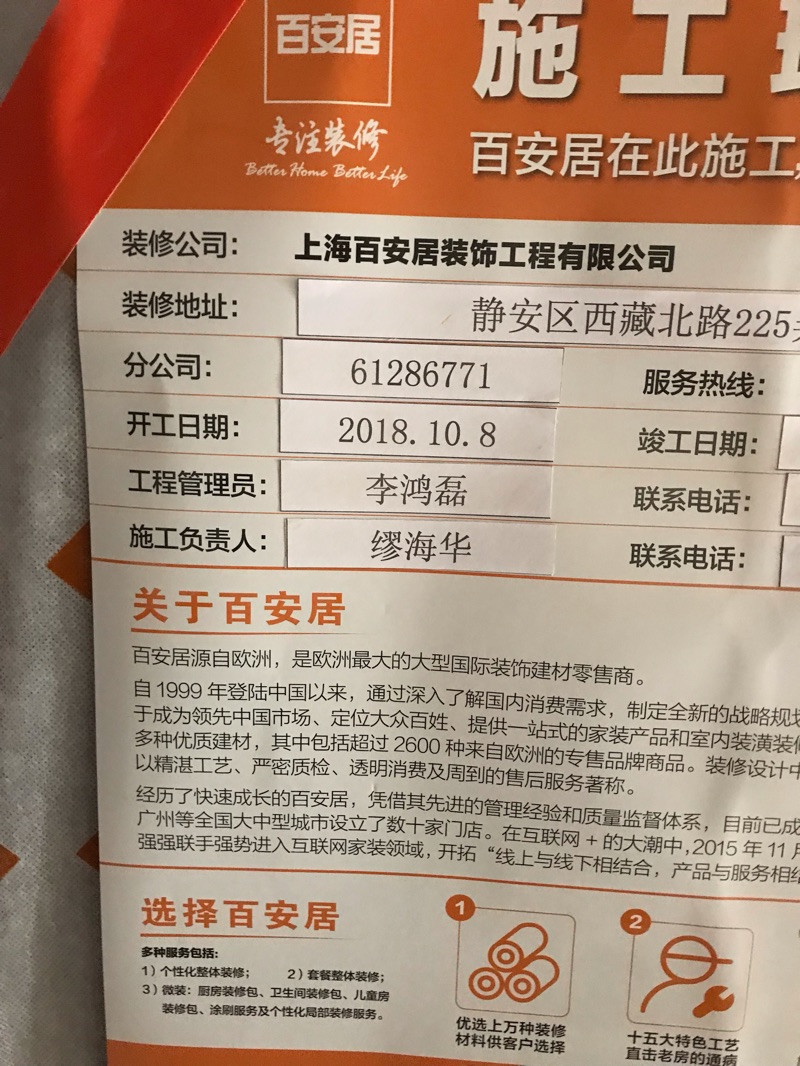 百安居
专注装修
Better Home Better Life
施工
百安居在此施工
装修公司： 上海百安居装饰工程有限公司
装修地址： 静安区西藏北路225
分公司： 61286771 服务热线：
开工日期： 2018.10.8 竣工日期：
工程管理员： 李鸿磊 联系电话：
施工负责人： 缪海华 联系电话：
关于百安居
百安居源自欧洲，是欧洲最大的大型国际装饰建材零售商。
自 1999 年登陆中国以来，通过深入了解国内消费需求，制定全新的战略规划
于成为领先中国市场、定位大众百姓、提供一站式的家装产品和室内装潢装修
多种优质建材，其中包括超过 2600 种来自欧洲的专售品牌商品。装修设计中
以精湛工艺、严密质检、透明消费及周到的售后服务著称。
经历了快速成长的百安居，凭借其先进的管理经验和质量监督体系，目前已成
广州等全国大中型城市设立了数十家门店。在互联网 + 的大潮中，2015 年 11 月
强强联手强势进入互联网家装领域，开拓“线上与线下相结合，产品与服务相结
选择百安居
多种服务包括：
1）个性化整体装修； 2）套餐整体装修；
3）微装：厨房装修包、卫生间装修包、儿童房
装修包、涂刷服务及个性化局部装修服务。
1
优选上万种装修
材料供客户选择
2
十五大特色工艺
直击老房的通病